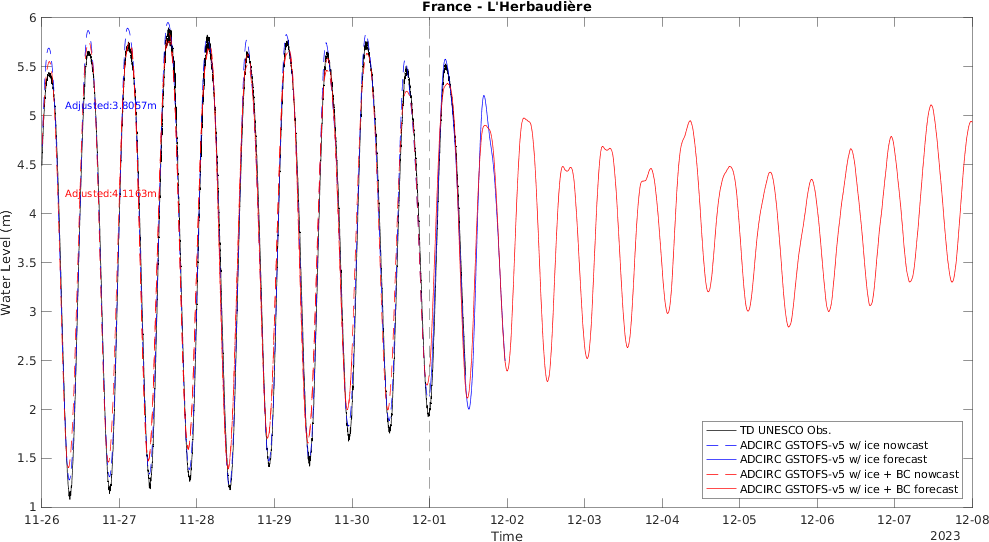 France - L'Herbaudière
6
5.5
5
4.5
4
3.5
3
2.5
2
1.5
1
Water Level (m)
Adjusted:3.8057m
Adjusted:4.1163m
11-26
11-27
11-28
11-29
11-30
12-01
12-02
12-03
12-04
12-05
12-06
12-07
12-08
Time
2023
TD UNESCO Obs.
ADCIRC GSTOFS-v5 w/ ice nowcast
ADCIRC GSTOFS-v5 w/ ice forecast
ADCIRC GSTOFS-v5 w/ ice + BC nowcast
ADCIRC GSTOFS-v5 w/ ice + BC forecast